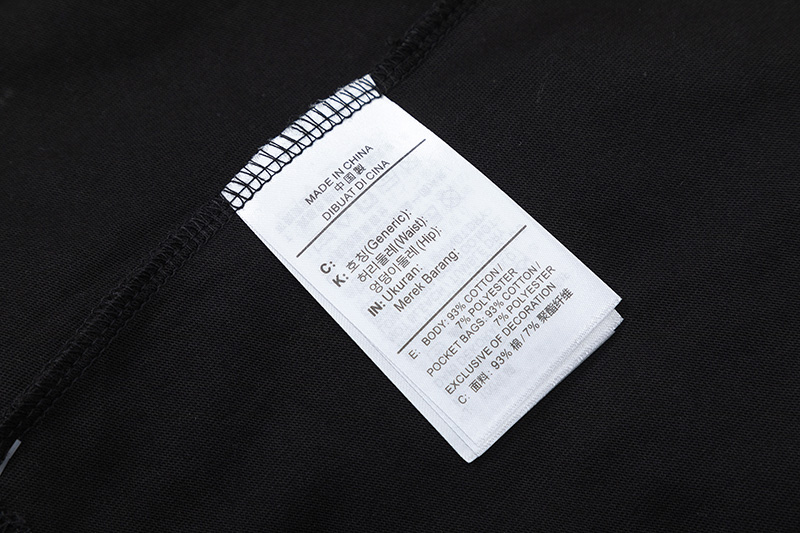 MADE IN CHINA
中国製
DIBUAT DI CINA
C:
K: 호칭(Generic):
허리둘레(Waist):
엉덩이둘레(Hip):
IN: Ukuran:
Merek Barang:
E: BODY: 93% COTTON /
7% POLYESTER
POCKET BAGS: 93% COTTON /
7% POLYESTER
EXCLUSIVE OF DECORATION
C: 面料: 93% 棉 / 7% 聚酯纤维